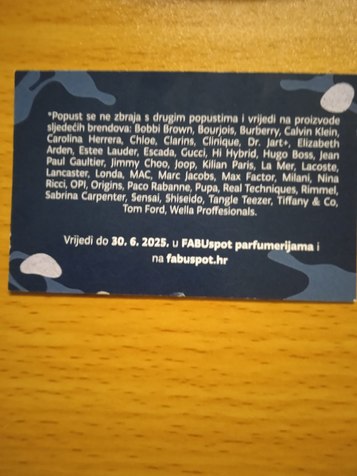 *Popust se ne zbraja s drugim popustima i vrijedi na proizvode
sljedećih brendova: Bobbi Brown, Bourjois, Burberry, Calvin Klein,
Carolina Herrera, Chloe, Clarins, Clinique, Dr. Jart+, Elizabeth
Arden, Estee Lauder, Escada, Gucci, Hi Hybrid, Hugo Boss, Jean
Paul Gaultier, Jimmy Choo, Joop, Kilian Paris, La Mer, Lacoste,
Lancaster, Londa, MAC, Marc Jacobs, Max Factor, Milani, Nina
Ricci, OPI, Origins, Paco Rabanne, Pupa, Real Techniques, Rimmel,
Sabrina Carpenter, Sensai, Shiseido, Tangle Teezer, Tiffany & Co,
Tom Ford, Wella Proffesionals.
Vrijedi do 30. 6. 2025. u FABUspot parfumerijama i
na fabuspot.hr